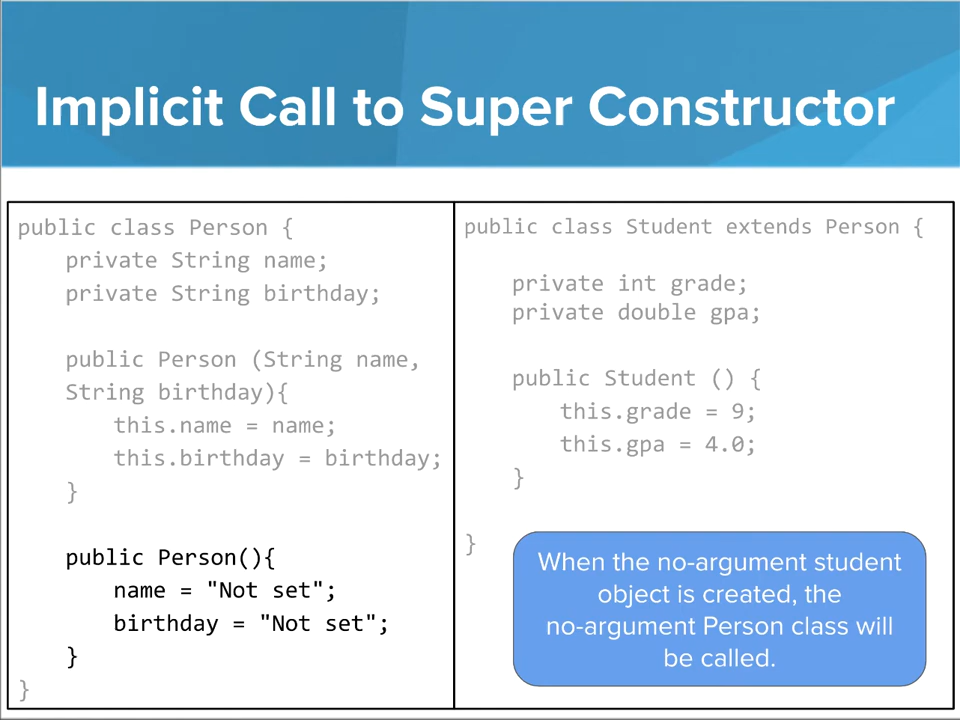 Implicit Call to Super Constructor
public class Person {
private String name;
private String birthday;
public Person (String name,
String birthday){
this.name = name;
this.birthday = birthday;
}
public Person(){
name = "Not set";
birthday = "Not set";
}
}
public class Student extends Person {
private int grade;
private double gpa;
public Student () {
this.grade = 9;
this.gpa = 4.0;
}
}
When the no-argument student
object is created, the
no-argument Person class will
be called.